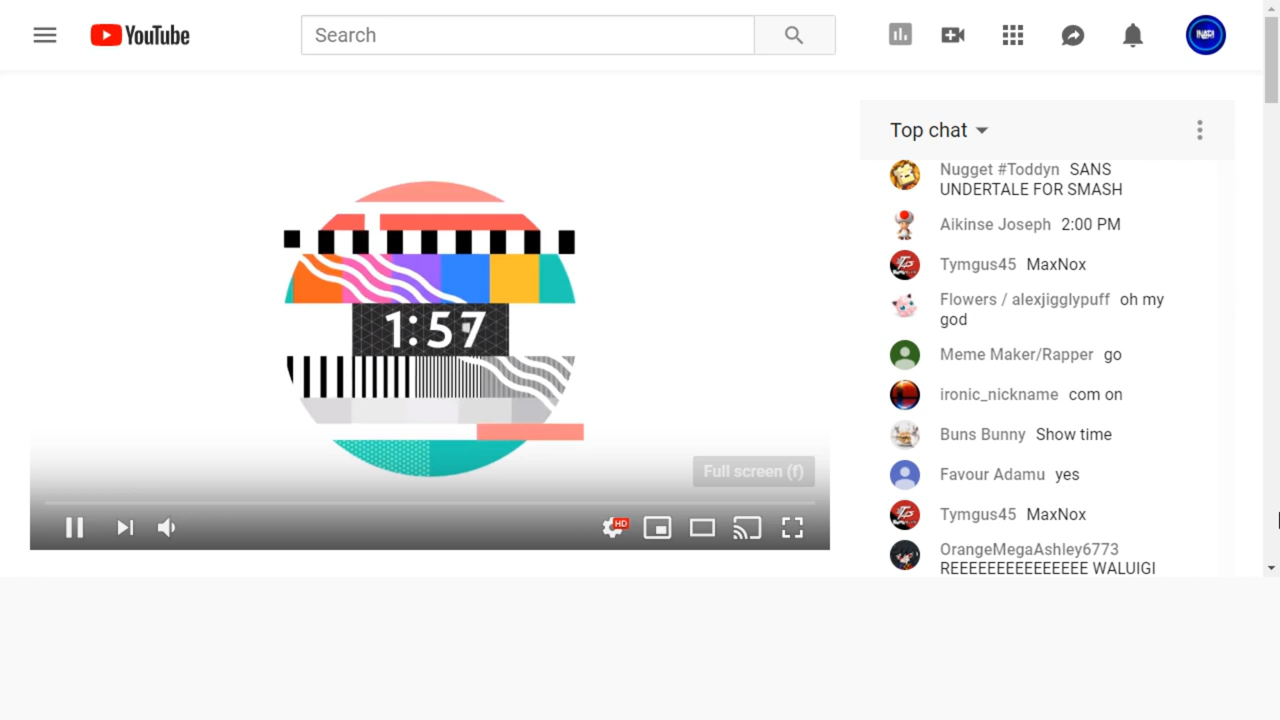 YouTube
Search
INARI
Top chat
Nugget #Toddyn SANS
UNDERTALE FOR SMASH
Aikinse Joseph 2:00 PM
Tymgus45 MaxNox
Flowers / alexjigglypuff oh my
god
Meme Maker/Rapper go
ironic_nickname com on
Buns Bunny Show time
Favour Adamu yes
Tymgus45 MaxNox
OrangeMegaAshley6773
REEEEEEEEEEEEEEE WALUIGI
1:57
Full screen (f)
HD